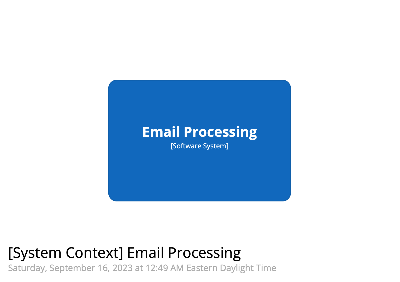 Email Processing
[Software System]
[System Context] Email Processing
Saturday, September 16, 2023 at 12:49 AM Eastern Daylight Time